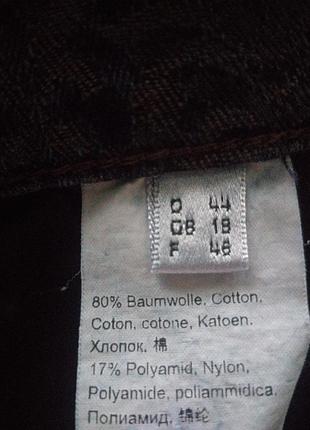 D 44
GB 18
F 46
80% Baumwolle, Cotton,
Coton, cotone, Katoen.
Хлопок, 棉
17% Polyamid, Nylon,
Polyamide, poliammidica.
Полиамид, 锦纶